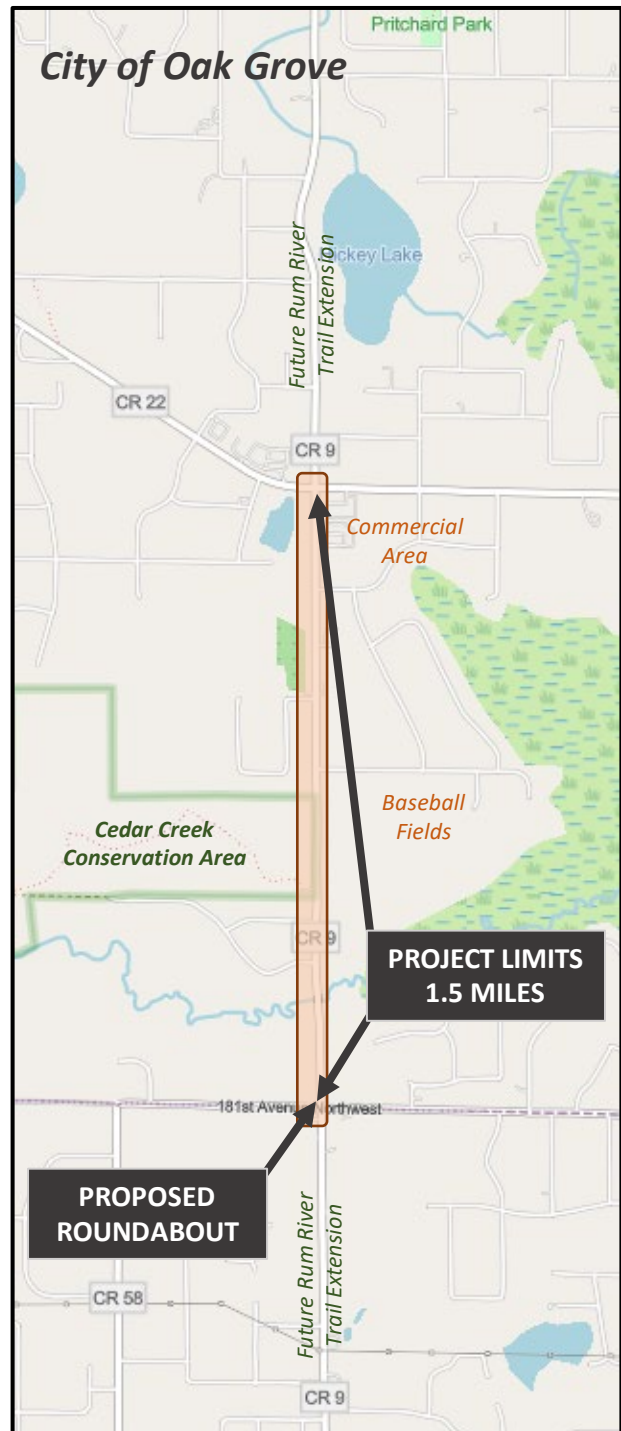 Pritchard Park
City of Oak Grove
Future Rum River
Trail Extension
ickey Lake
CR 22
CR 9
Commercial
Area
Baseball
Fields
Cedar Creek
Conservation Area
CR 9
PROJECT LIMITS
1.5 MILES
181st Avenue Northwest
PROPOSED
ROUNDABOUT
Future Rum River
Trail Extension
CR 58
CR 9